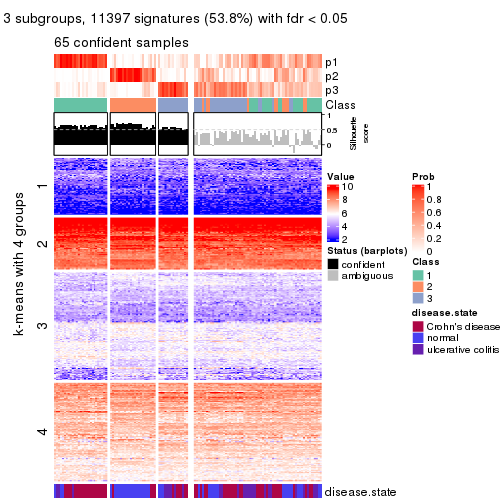 3 subgroups, 11397 signatures (53.8%) with fdr < 0.05
65 confident samples
p1
p2
p3
Class
1
0.5
0
Silhouette
score
k-means with 4 groups
1
2
3
4
disease.state
Value
10
8
6
4
2
Status (barplots)
confident
ambiguous
Prob
1
0.8
0.6
0.4
0.2
0
Class
1
2
3
disease.state
Crohn's disease
normal
ulcerative colitis